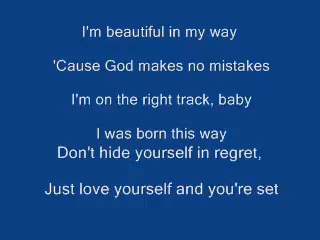 I'm beautiful in my way
'Cause God makes no mistakes
I'm on the right track, baby
I was born this way
Don't hide yourself in regret,
Just love yourself and you're set